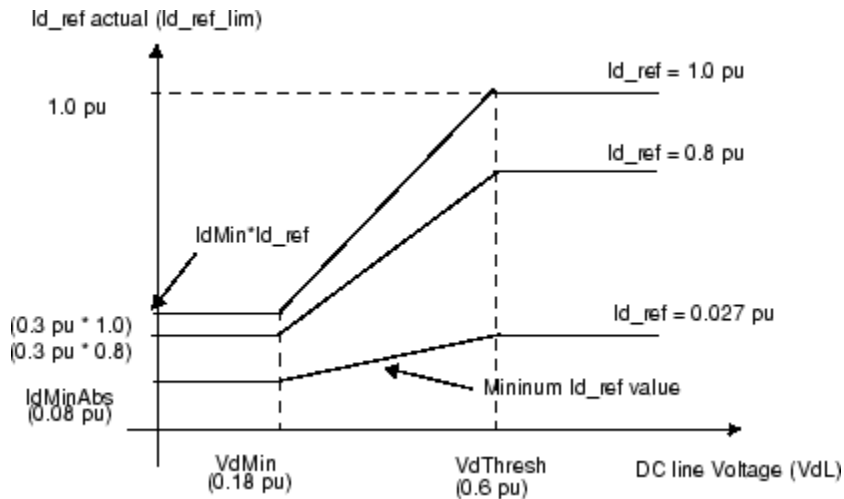 Id_ref actual (Id_ref_lim)
Id_ref = 1.0 pu
1.0 pu
Id_ref = 0.8 pu
IdMin*Id_ref
(0.3 pu * 1.0)
Id_ref = 0.027 pu
(0.3 pu * 0.8)
IdMinAbs
(0.08 pu)
Mininum Id_ref value
VdMin
(0.18 pu)
VdThresh
(0.6 pu)
DC line Voltage (VdL)